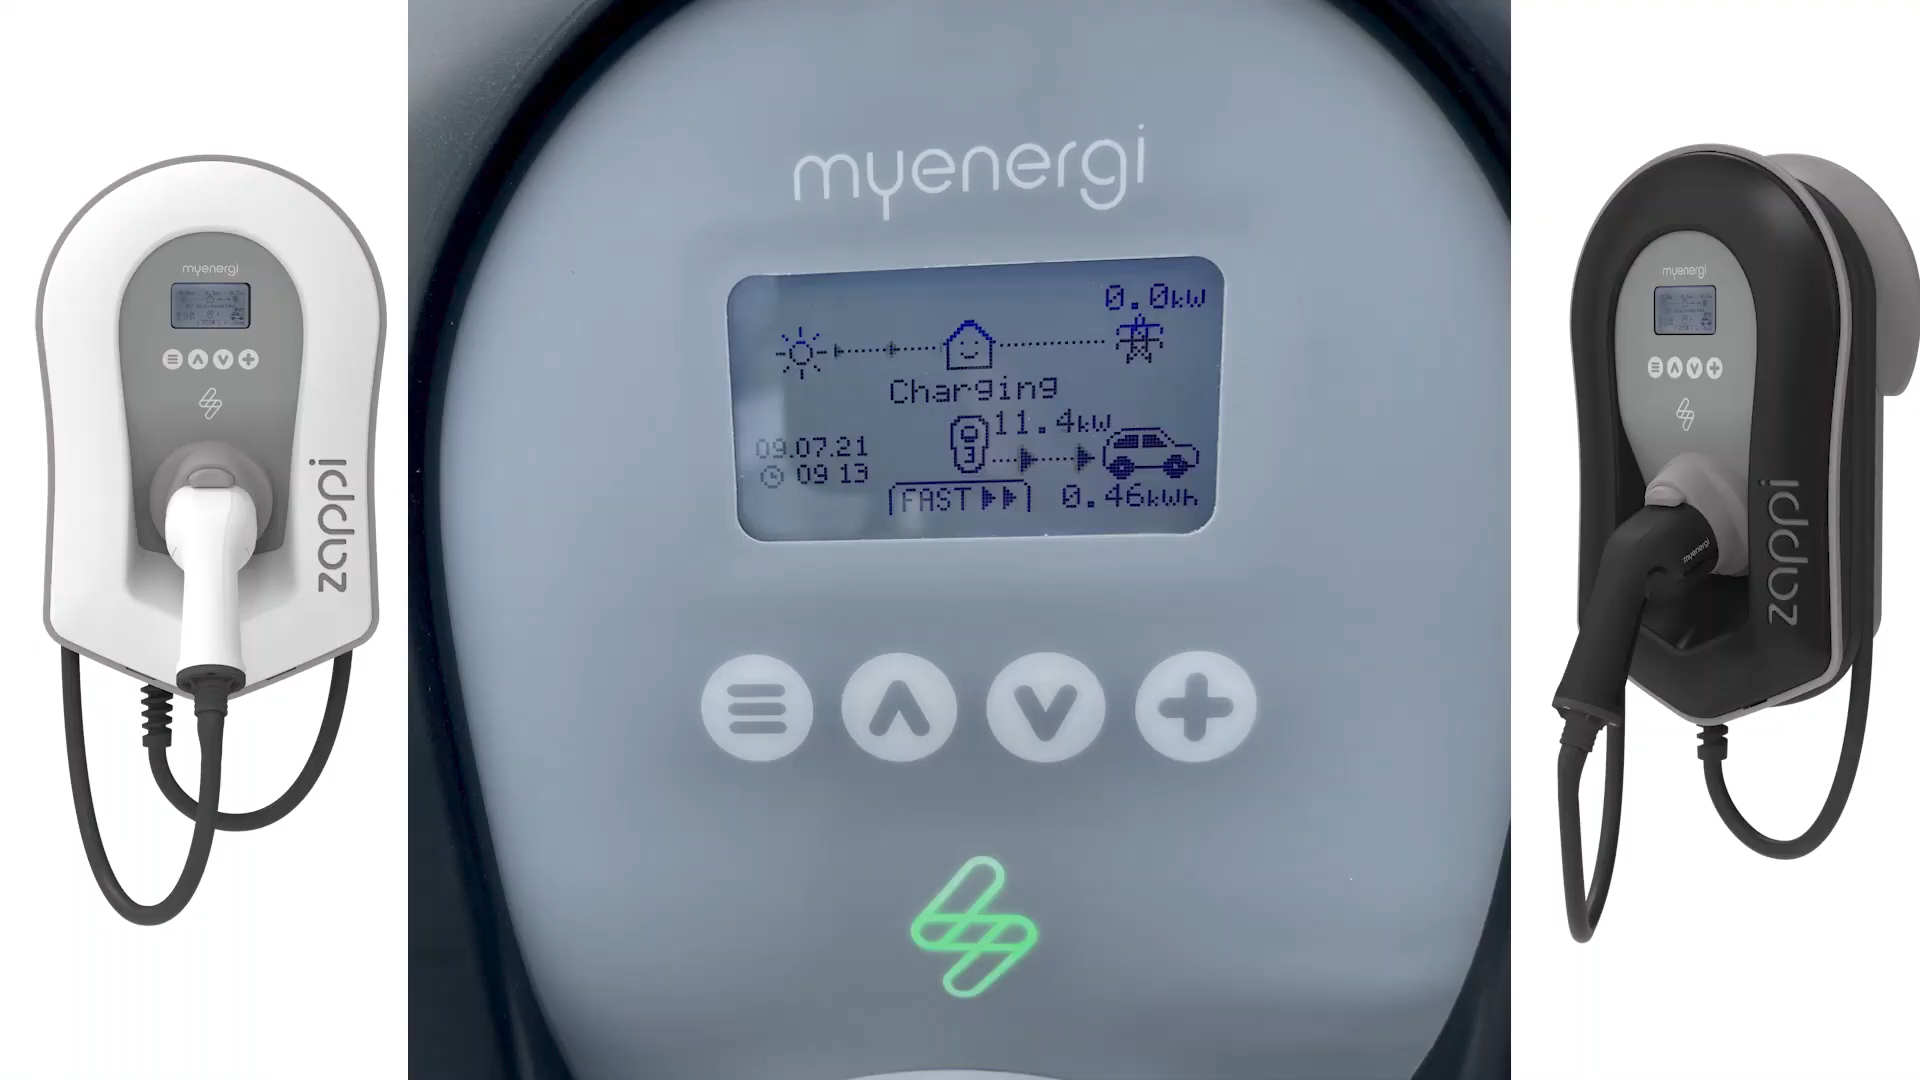 myenergi
zappi
myenergi
0.0kW
Charging
11.4kW
3
09.07.21
09 13
FAST
0.46kWh
myenergi
myenergi
zappi